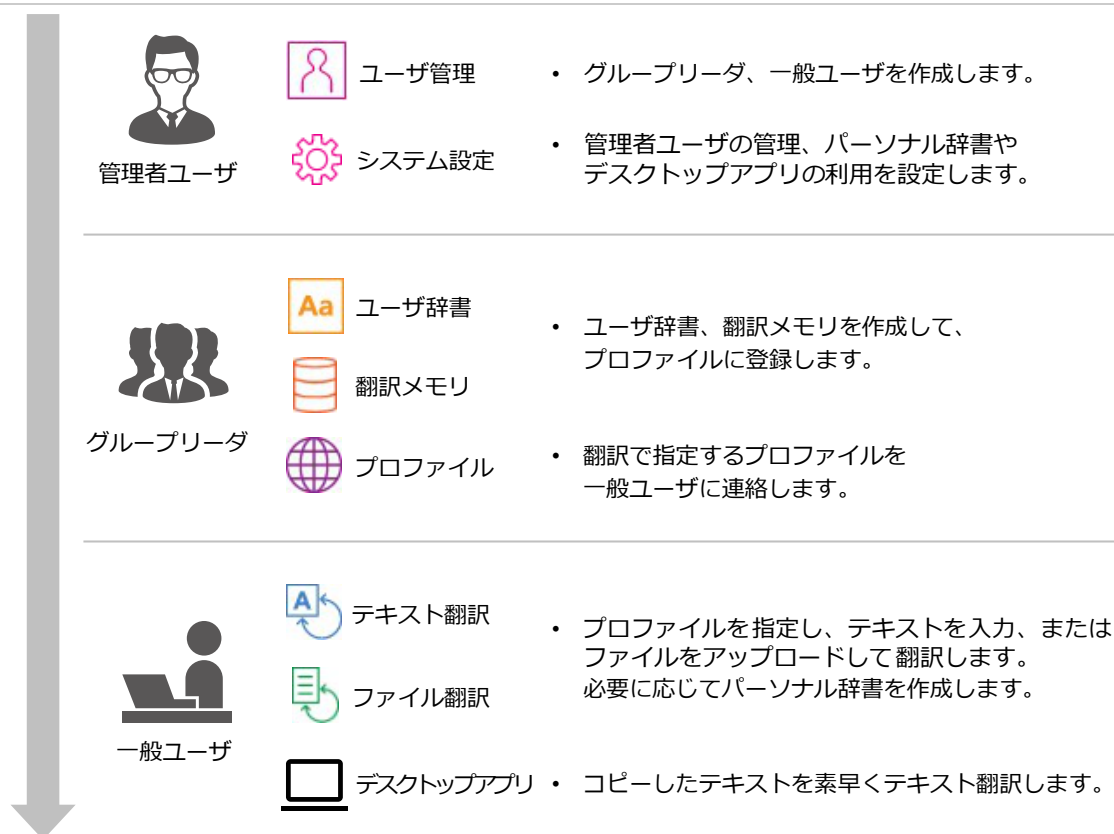 ユーザ管理
• グループリーダ、一般ユーザを作成します。
管理者ユーザ
システム設定
• 管理者ユーザの管理、パーソナル辞書や
デスクトップアプリの利用を設定します。
Aa
ユーザ辞書
• ユーザ辞書、翻訳メモリを作成して、
プロファイルに登録します。
翻訳メモリ
グループリーダ
プロファイル
• 翻訳で指定するプロファイルを
一般ユーザに連絡します。
A
テキスト翻訳
• プロファイルを指定し、テキストを入力、または
ファイルをアップロードして翻訳します。
必要に応じてパーソナル辞書を作成します。
ファイル翻訳
一般ユーザ
デスクトップアプリ
• コピーしたテキストを素早くテキスト翻訳します。